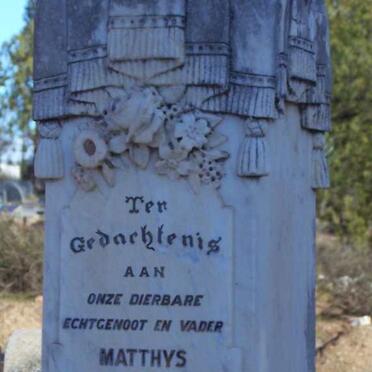 Ter
Gedachtenis
AAN
ONZE DIERBARE
ECHTGENOOT EN VADER
MATTHYS